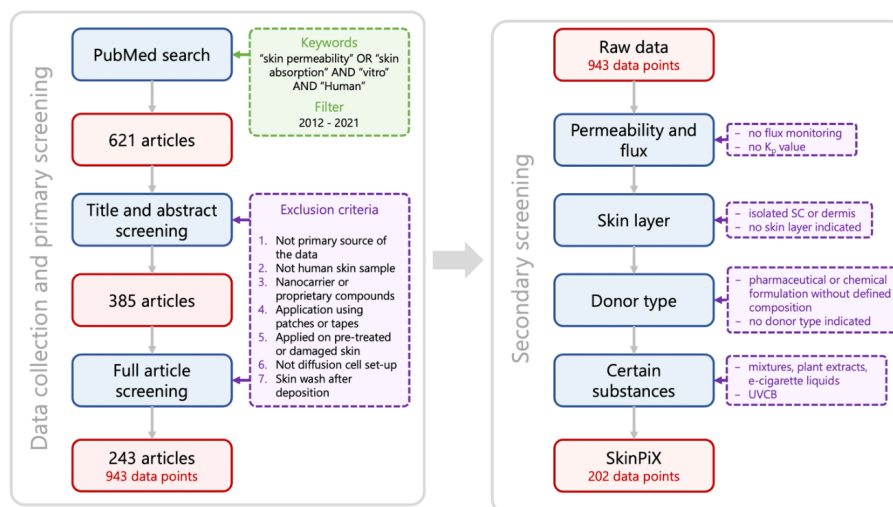 Data collection and primary screening
PubMed search
Keywords
"skin permeability" OR "skin
absorption" AND "vitro"
AND "Human"
Filter
2012 - 2021
621 articles
Title and abstract
screening
Exclusion criteria
1. Not primary source of
the data
2. Not human skin sample
3. Nanocarrier or
proprietary compounds
4. Application using
patches or tapes
5. Applied on pre-treated
or damaged skin
6. Not diffusion cell set-up
7. Skin wash after
deposition
385 articles
Full article
screening
243 articles
943 data points
Secondary screening
Raw data
943 data points
Permeability and
flux
– no flux monitoring
– no Kp value
Skin layer
– isolated SC or dermis
– no skin layer indicated
Donor type
– pharmaceutical or chemical
formulation without defined
composition
– no donor type indicated
Certain
substances
– mixtures, plant extracts,
e-cigarette liquids
– UVCB
SkinPiX
202 data points